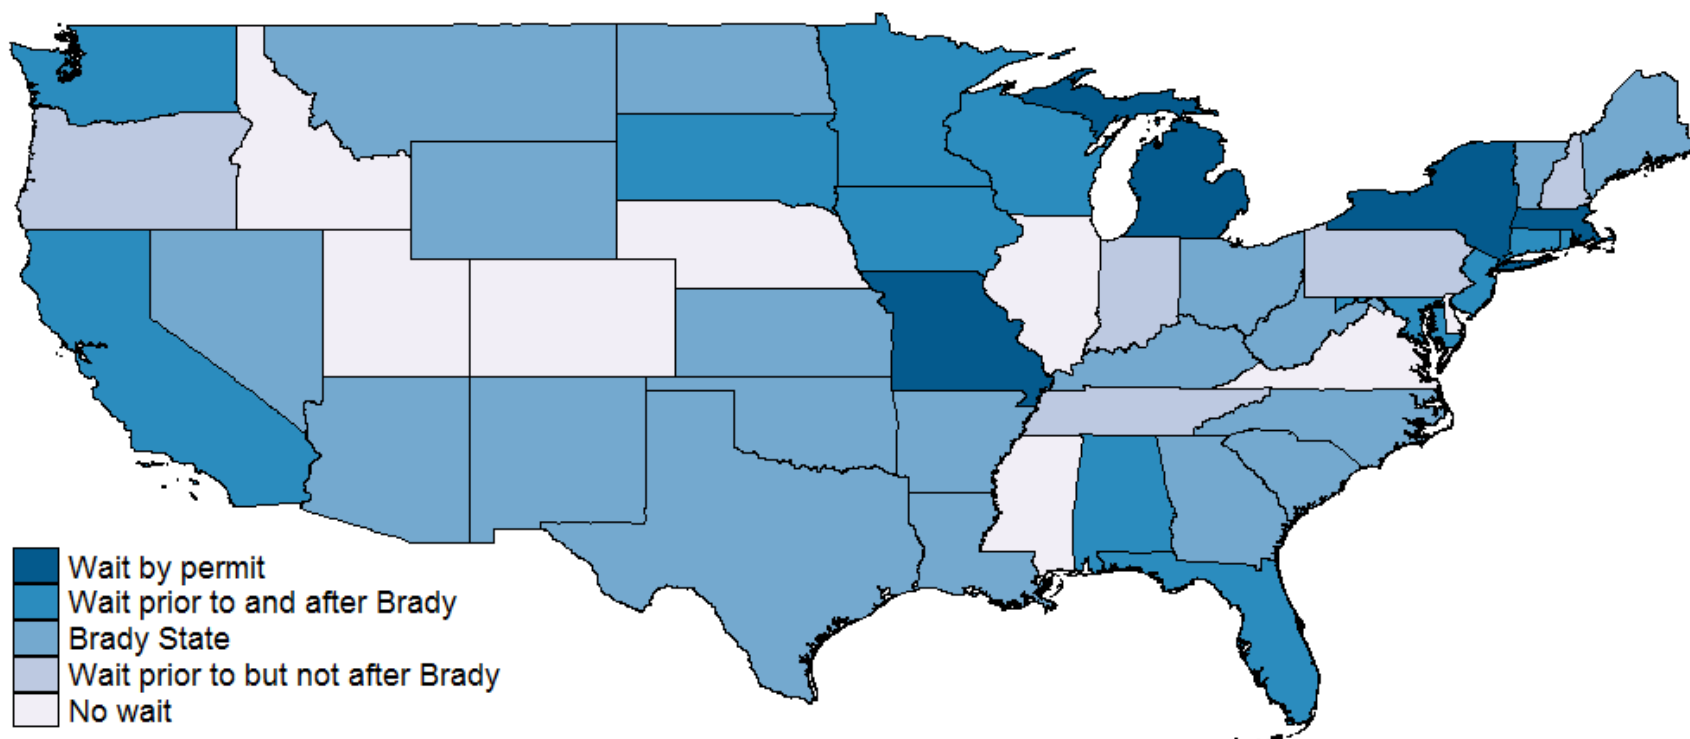 Wait by permit
Wait prior to and after Brady
Brady State
Wait prior to but not after Brady
No wait